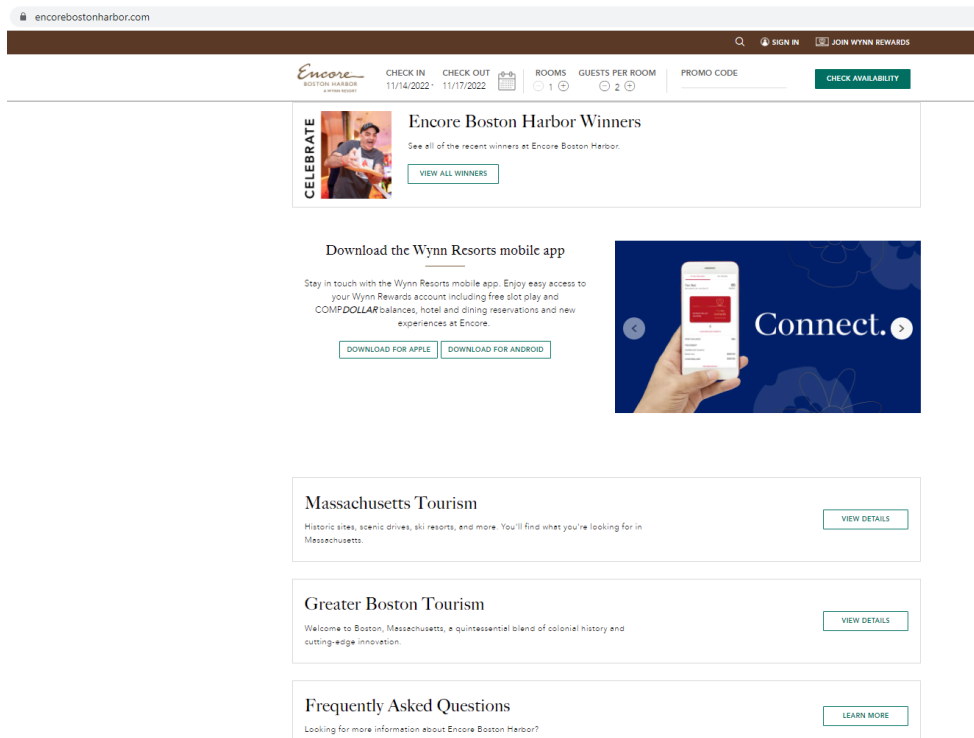 encorebostonharbor.com
SIGN IN JOIN WYNN REWARDS
Encore
BOSTON HARBOR
A WYNN RESORT
CHECK IN CHECK OUT ROOMS GUESTS PER ROOM PROMO CODE
11/14/2022 - 11/17/2022 1 2
CHECK AVAILABILITY
CELEBRATE
Encore Boston Harbor Winners
See all of the recent winners at Encore Boston Harbor.
VIEW ALL WINNERS
Download the Wynn Resorts mobile app
Stay in touch with the Wynn Resorts mobile app. Enjoy easy access to
your Wynn Rewards account including free slot play and
COMPDOLLAR balances, hotel and dining reservations and new
experiences at Encore.
DOWNLOAD FOR APPLE DOWNLOAD FOR ANDROID
Connect.
Massachusetts Tourism
Historic sites, scenic drives, ski resorts, and more. You'll find what you're looking for in
Massachusetts.
VIEW DETAILS
Greater Boston Tourism
Welcome to Boston, Massachusetts, a quintessential blend of colonial history and
cutting-edge innovation.
VIEW DETAILS
Frequently Asked Questions
Looking for more information about Encore Boston Harbor?
LEARN MORE